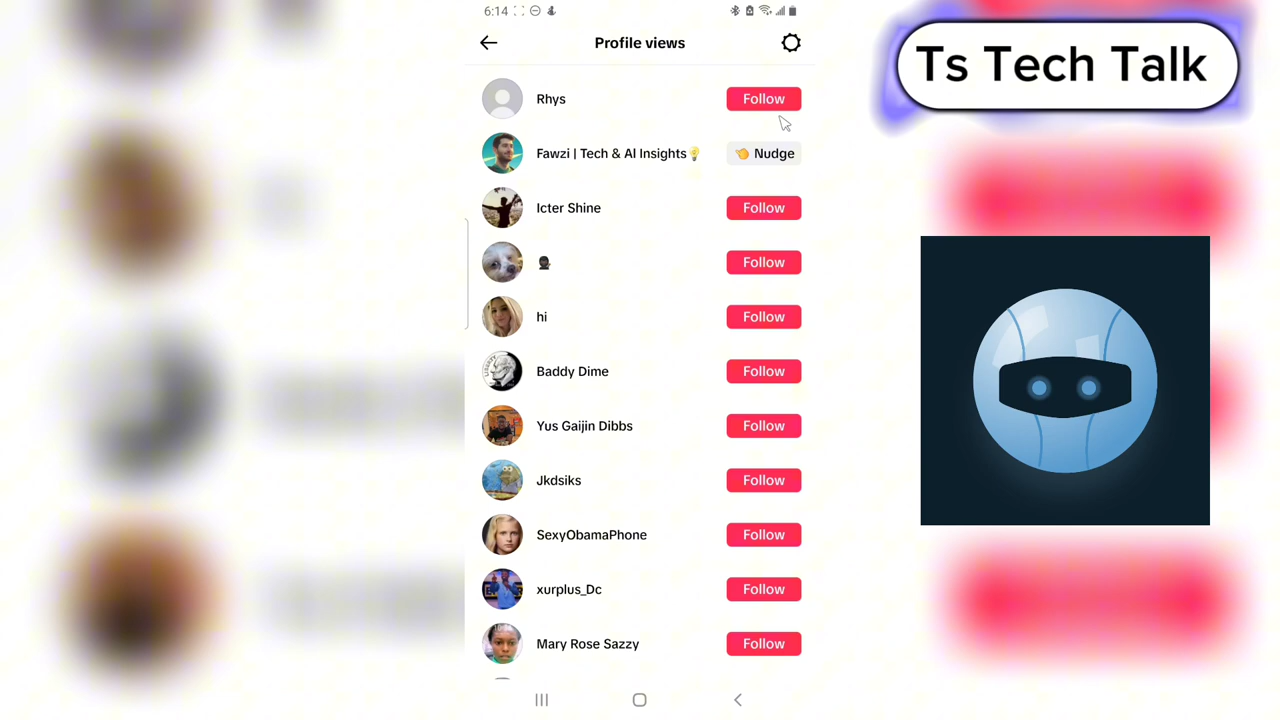 6:14
Profile views
Ts Tech Talk
Rhys
Follow
Fawzi | Tech & AI Insights💡
👈 Nudge
Icter Shine
Follow
🥷🏿
Follow
hi
Follow
Baddy Dime
Follow
Yus Gaijin Dibbs
Follow
Jkdsiks
Follow
SexyObamaPhone
Follow
xurplus_Dc
Follow
Mary Rose Sazzy
Follow